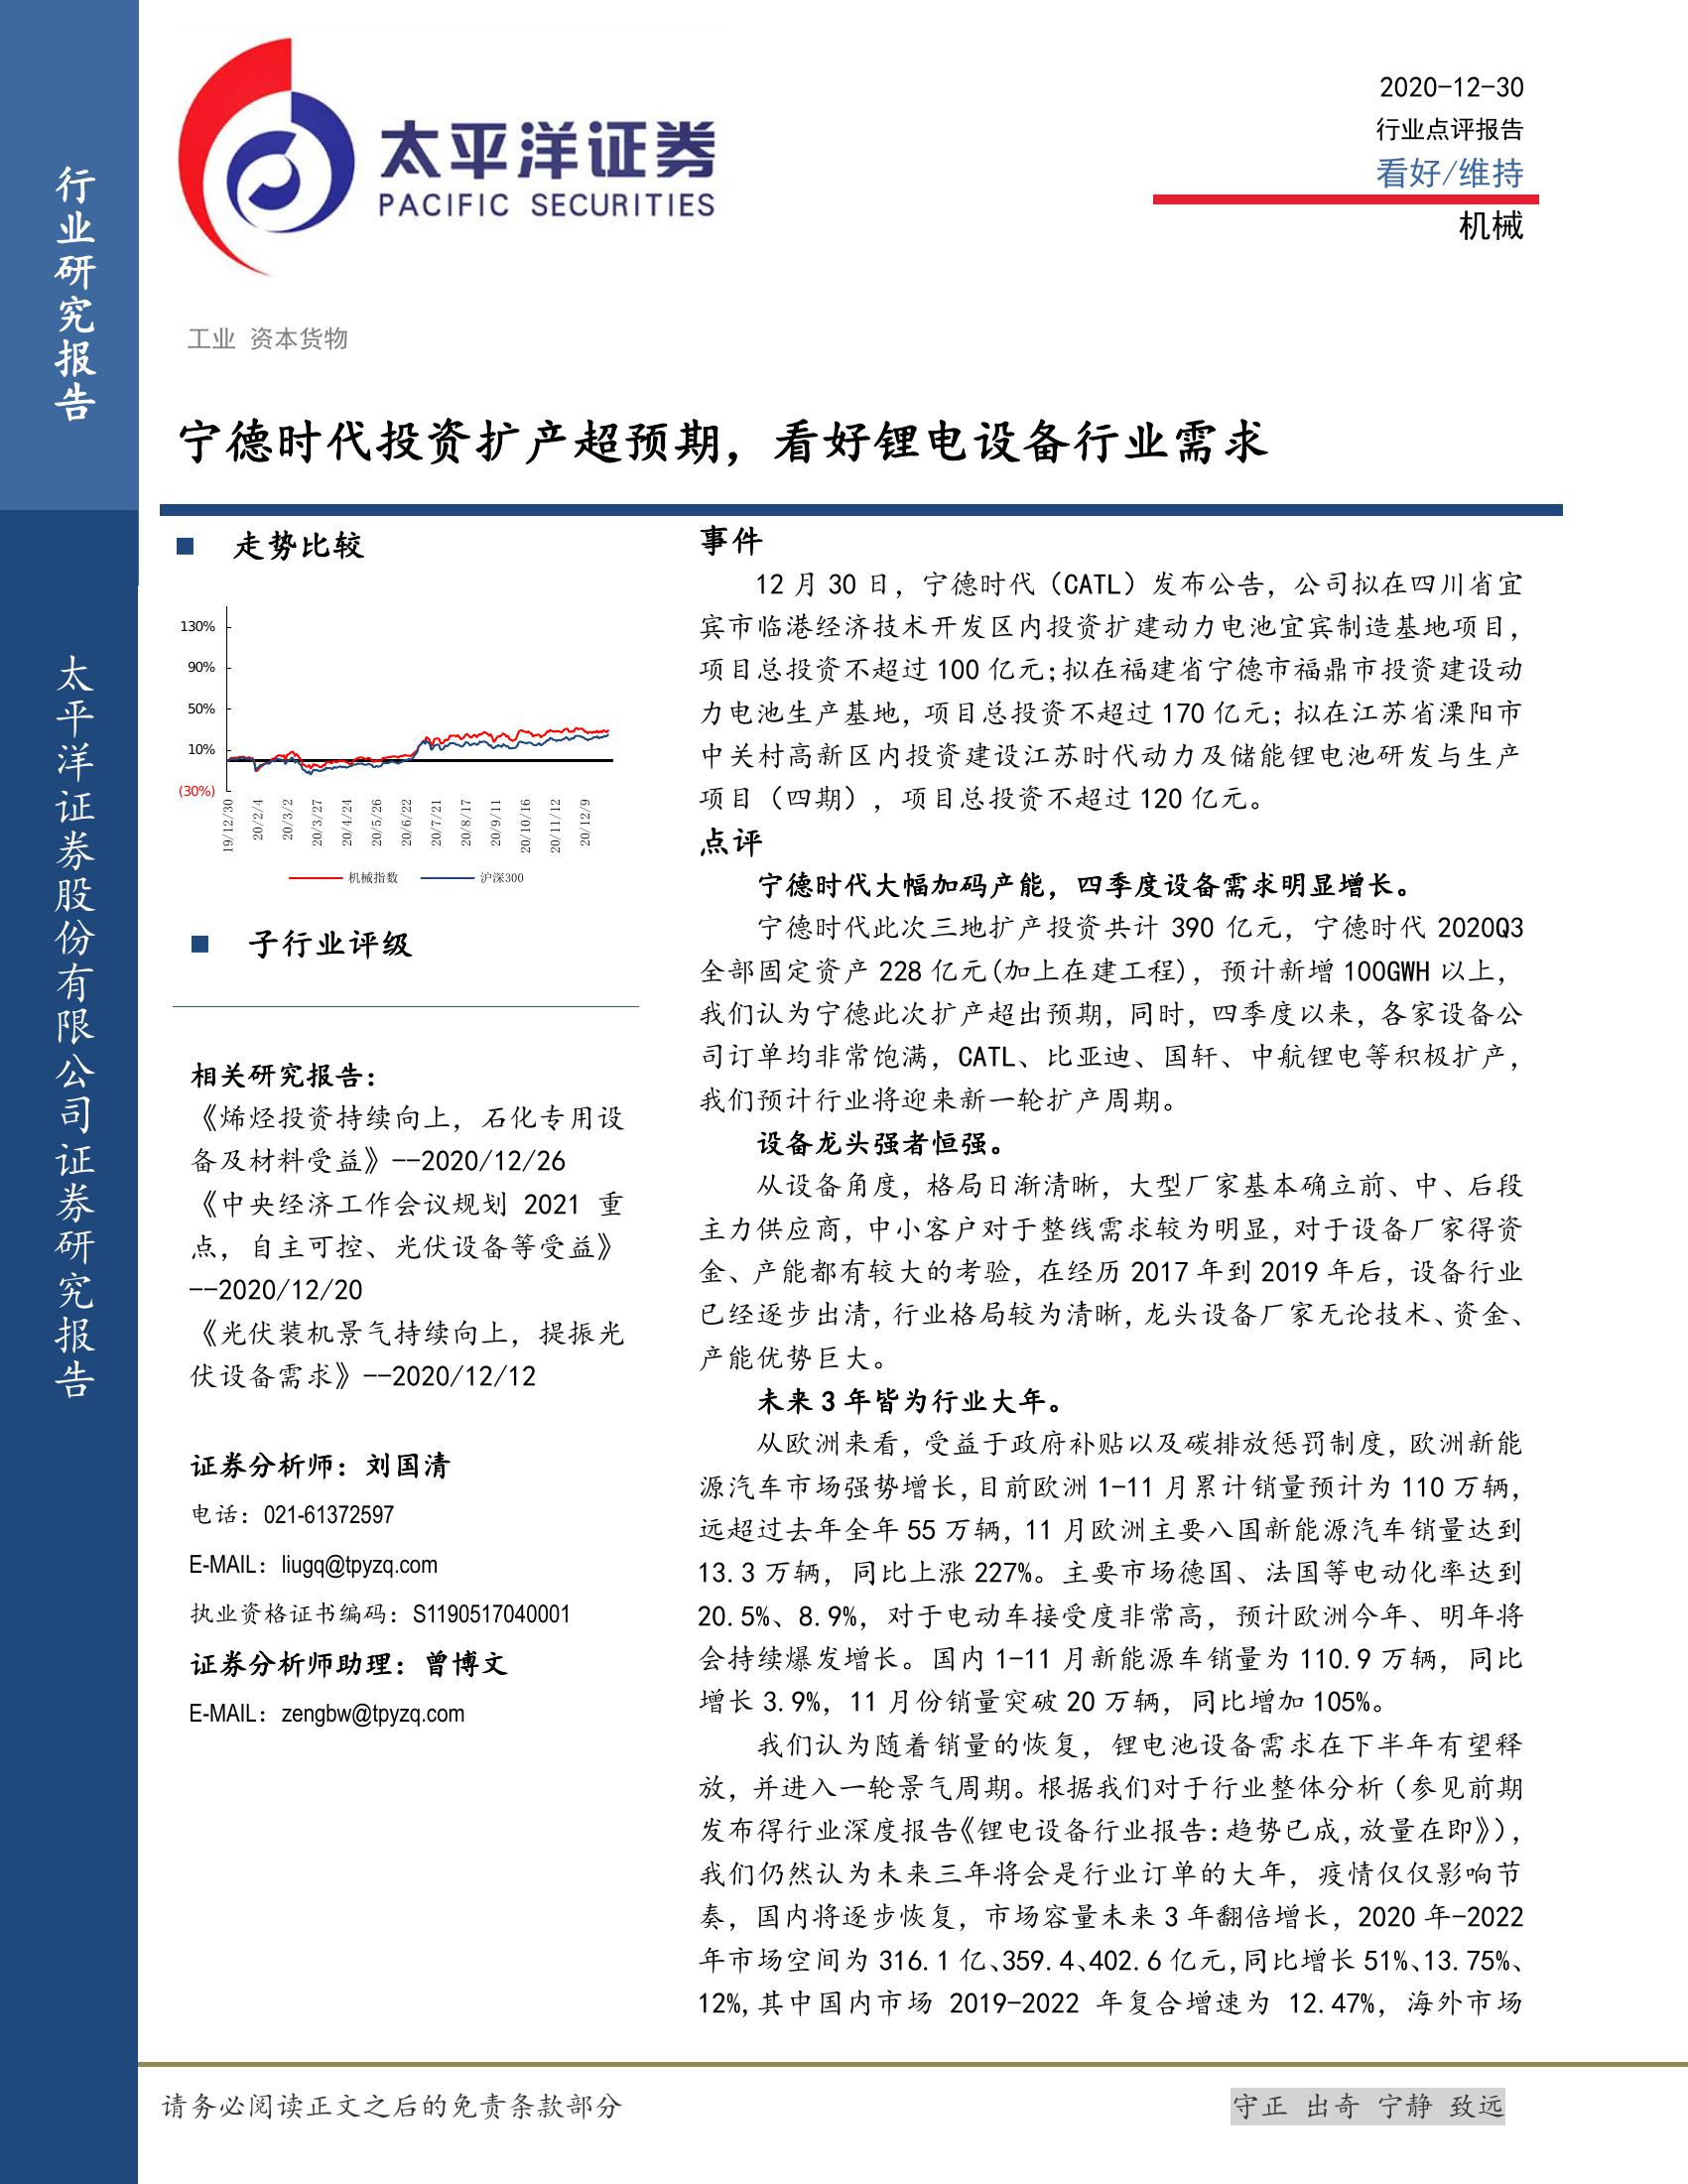 行业研究报告
太平洋证券股份有限公司证券研究报告
太平洋证券
PACIFIC SECURITIES
2020-12-30
行业点评报告
看好/维持
机械
工业 资本货物
宁德时代投资扩产超预期，看好锂电设备行业需求
走势比较
130%
90%
50%
10%
(30%)
19/12/30
20/2/4
20/3/2
20/3/27
20/4/24
20/5/26
20/6/22
20/7/21
20/8/17
20/9/11
20/10/16
20/11/12
20/12/9
机械指数 沪深300
子行业评级
相关研究报告：
《烯烃投资持续向上，石化专用设
备及材料受益》--2020/12/26
《中央经济工作会议规划 2021 重
点，自主可控、光伏设备等受益》
--2020/12/20
《光伏装机景气持续向上，提振光
伏设备需求》--2020/12/12
证券分析师：刘国清
电话：021-61372597
E-MAIL：liugq@tpyzq.com
执业资格证书编码：S1190517040001
证券分析师助理：曾博文
E-MAIL：zengbw@tpyzq.com
事件
12 月 30 日，宁德时代（CATL）发布公告，公司拟在四川省宜
宾市临港经济技术开发区内投资扩建动力电池宜宾制造基地项目，
项目总投资不超过 100 亿元;拟在福建省宁德市福鼎市投资建设动
力电池生产基地，项目总投资不超过 170 亿元；拟在江苏省溧阳市
中关村高新区内投资建设江苏时代动力及储能锂电池研发与生产
项目（四期），项目总投资不超过 120 亿元。
点评
宁德时代大幅加码产能，四季度设备需求明显增长。
宁德时代此次三地扩产投资共计 390 亿元，宁德时代 2020Q3
全部固定资产 228 亿元(加上在建工程)，预计新增 100GWH 以上，
我们认为宁德此次扩产超出预期，同时，四季度以来，各家设备公
司订单均非常饱满，CATL、比亚迪、国轩、中航锂电等积极扩产，
我们预计行业将迎来新一轮扩产周期。
设备龙头强者恒强。
从设备角度，格局日渐清晰，大型厂家基本确立前、中、后段
主力供应商，中小客户对于整线需求较为明显，对于设备厂家得资
金、产能都有较大的考验，在经历 2017 年到 2019 年后，设备行业
已经逐步出清，行业格局较为清晰，龙头设备厂家无论技术、资金、
产能优势巨大。
未来 3 年皆为行业大年。
从欧洲来看，受益于政府补贴以及碳排放惩罚制度，欧洲新能
源汽车市场强势增长，目前欧洲 1-11 月累计销量预计为 110 万辆，
远超过去年全年 55 万辆，11 月欧洲主要八国新能源汽车销量达到
13.3 万辆，同比上涨 227%。主要市场德国、法国等电动化率达到
20.5%、8.9%，对于电动车接受度非常高，预计欧洲今年、明年将
会持续爆发增长。国内 1-11 月新能源车销量为 110.9 万辆，同比
增长 3.9%，11 月份销量突破 20 万辆，同比增加 105%。
我们认为随着销量的恢复，锂电池设备需求在下半年有望释
放，并进入一轮景气周期。根据我们对于行业整体分析（参见前期
发布得行业深度报告《锂电设备行业报告:趋势已成,放量在即》），
我们仍然认为未来三年将会是行业订单的大年，疫情仅仅影响节
奏，国内将逐步恢复，市场容量未来 3 年翻倍增长，2020 年-2022
年市场空间为 316.1 亿、359.4、402.6 亿元,同比增长 51%、13.75%、
12%,其中国内市场 2019-2022 年复合增速为 12.47%，海外市场
请务必阅读正文之后的免责条款部分
守正 出奇 宁静 致远